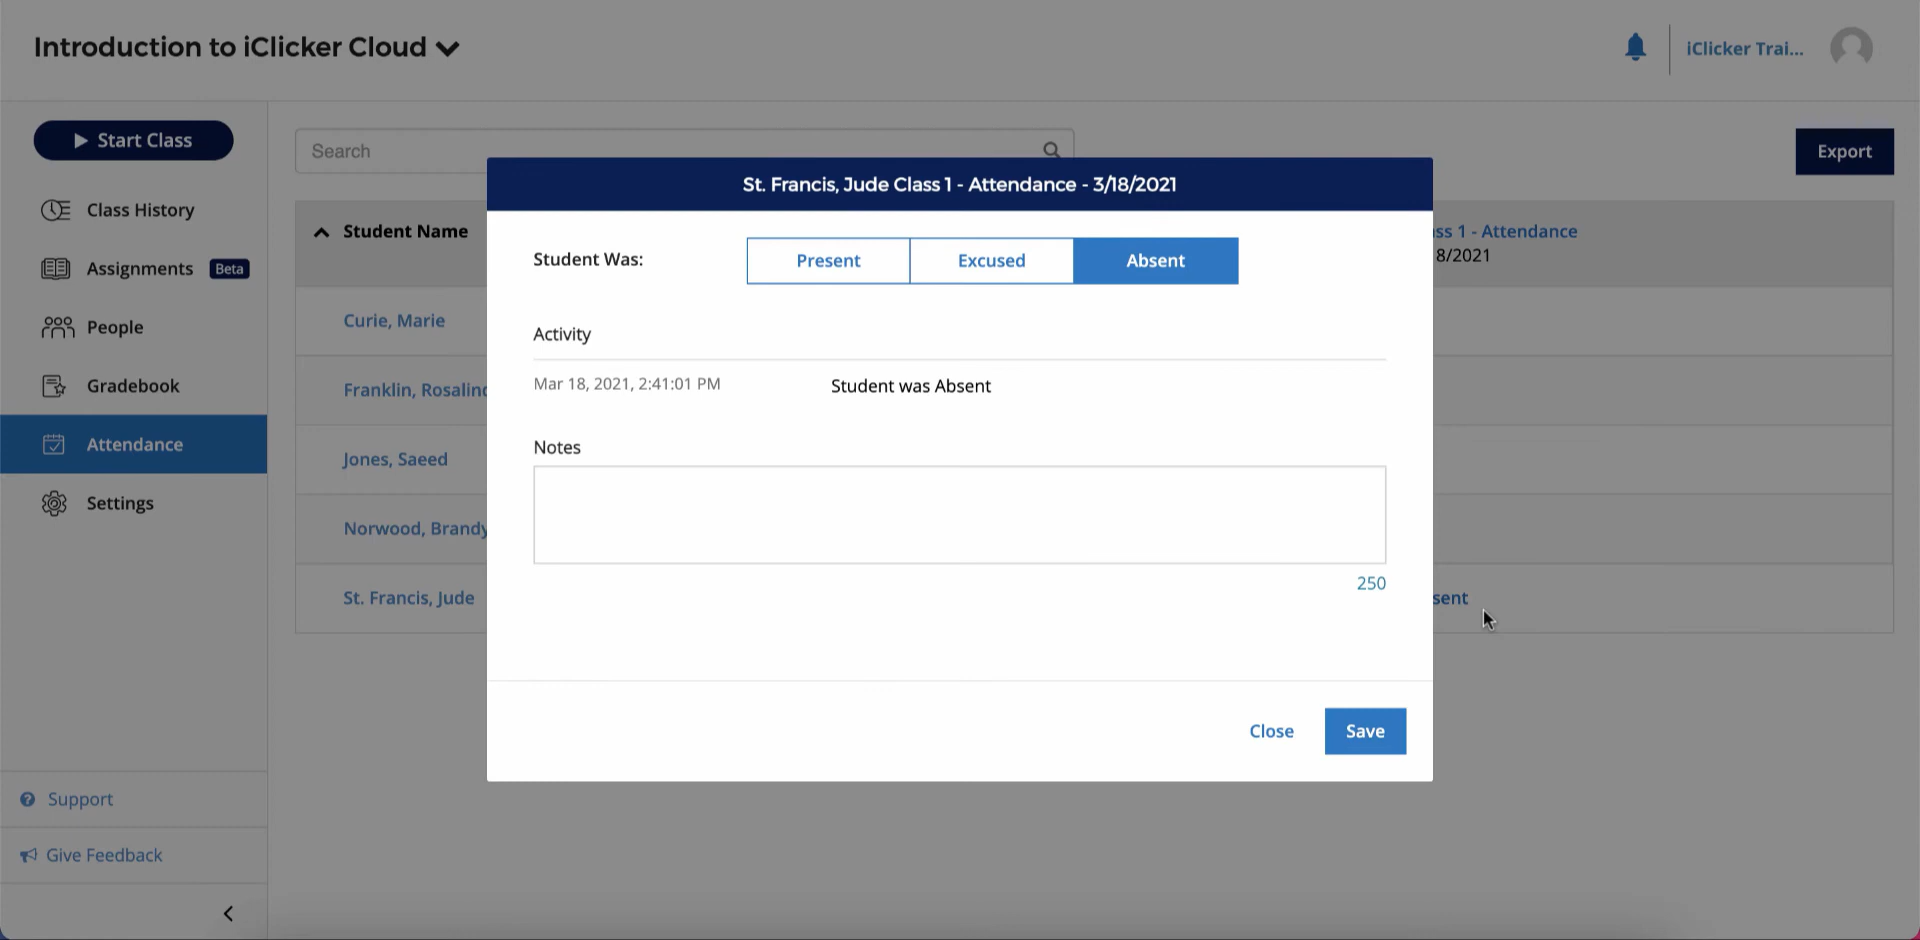 Introduction to iClicker Cloud
iClicker Trai...
Start Class
Class History
Assignments Beta
People
Gradebook
Attendance
Settings
Support
Give Feedback
Search
Export
Student Name
ss 1 - Attendance
8/2021
Curie, Marie
Franklin, Rosalind
Jones, Saeed
Norwood, Brandy
St. Francis, Jude
sent
St. Francis, Jude Class 1 - Attendance - 3/18/2021
Student Was:
Present
Excused
Absent
Activity
Mar 18, 2021, 2:41:01 PM
Student was Absent
Notes
250
Close
Save